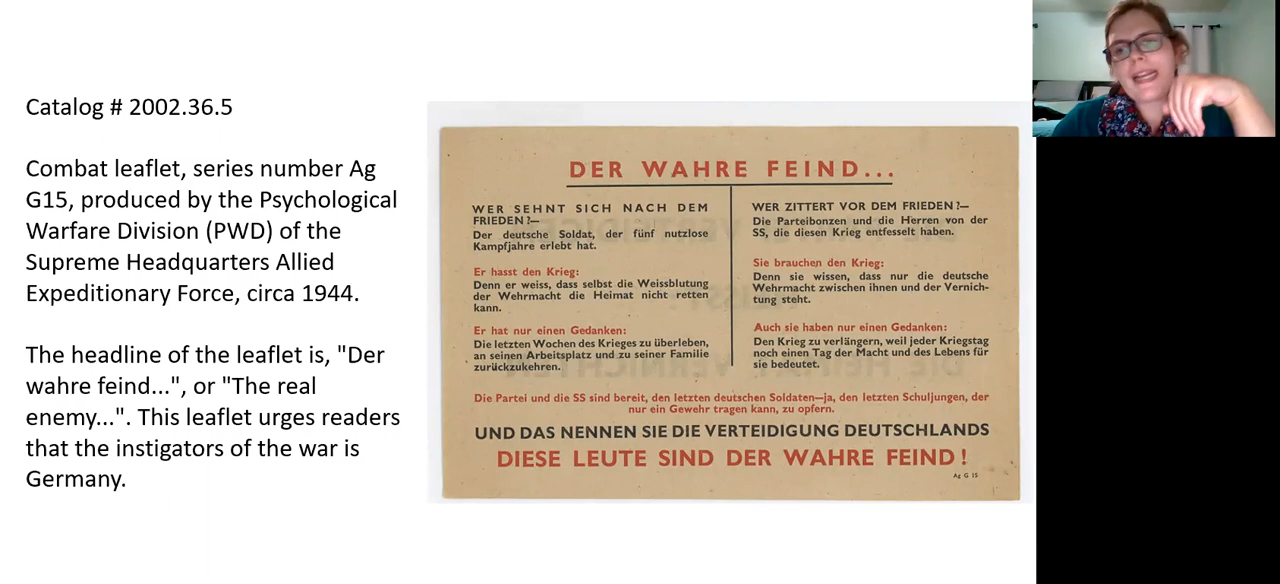 Catalog # 2002.36.5
Combat leaflet, series number Ag
G15, produced by the Psychological
Warfare Division (PWD) of the
Supreme Headquarters Allied
Expeditionary Force, circa 1944.
The headline of the leaflet is, "Der
wahre feind...", or "The real
enemy...". This leaflet urges readers
that the instigators of the war is
Germany.
DER WAHRE FEIND...
WER SEHNT SICH NACH DEM
FRIEDEN?—
Der deutsche Soldat, der fünf nutzlose
Kampfjahre erlebt hat.
Er hasst den Krieg:
Denn er weiss, dass selbst die Weissblutung
der Wehrmacht die Heimat nicht retten
kann.
Er hat nur einen Gedanken:
Die letzten Wochen des Krieges zu überleben,
an seinen Arbeitsplatz und zu seiner Familie
zurückzukehren.
WER ZITTERT VOR DEM FRIEDEN?—
Die Parteibonzen und die Herren von der
SS, die diesen Krieg entfesselt haben.
Sie brauchen den Krieg:
Denn sie wissen, dass nur die deutsche
Wehrmacht zwischen ihnen und der Vernich-
tung steht.
Auch sie haben nur einen Gedanken:
Den Krieg zu verlängern, weil jeder Kriegstag
noch einen Tag der Macht und des Lebens für
sie bedeutet.
Die Partei und die SS sind bereit, den letzten deutschen Soldaten—ja, den letzten Schuljungen, der
nur ein Gewehr tragen kann, zu opfern.
UND DAS NENNEN SIE DIE VERTEIDIGUNG DEUTSCHLANDS
DIESE LEUTE SIND DER WAHRE FEIND!
Ag G 15